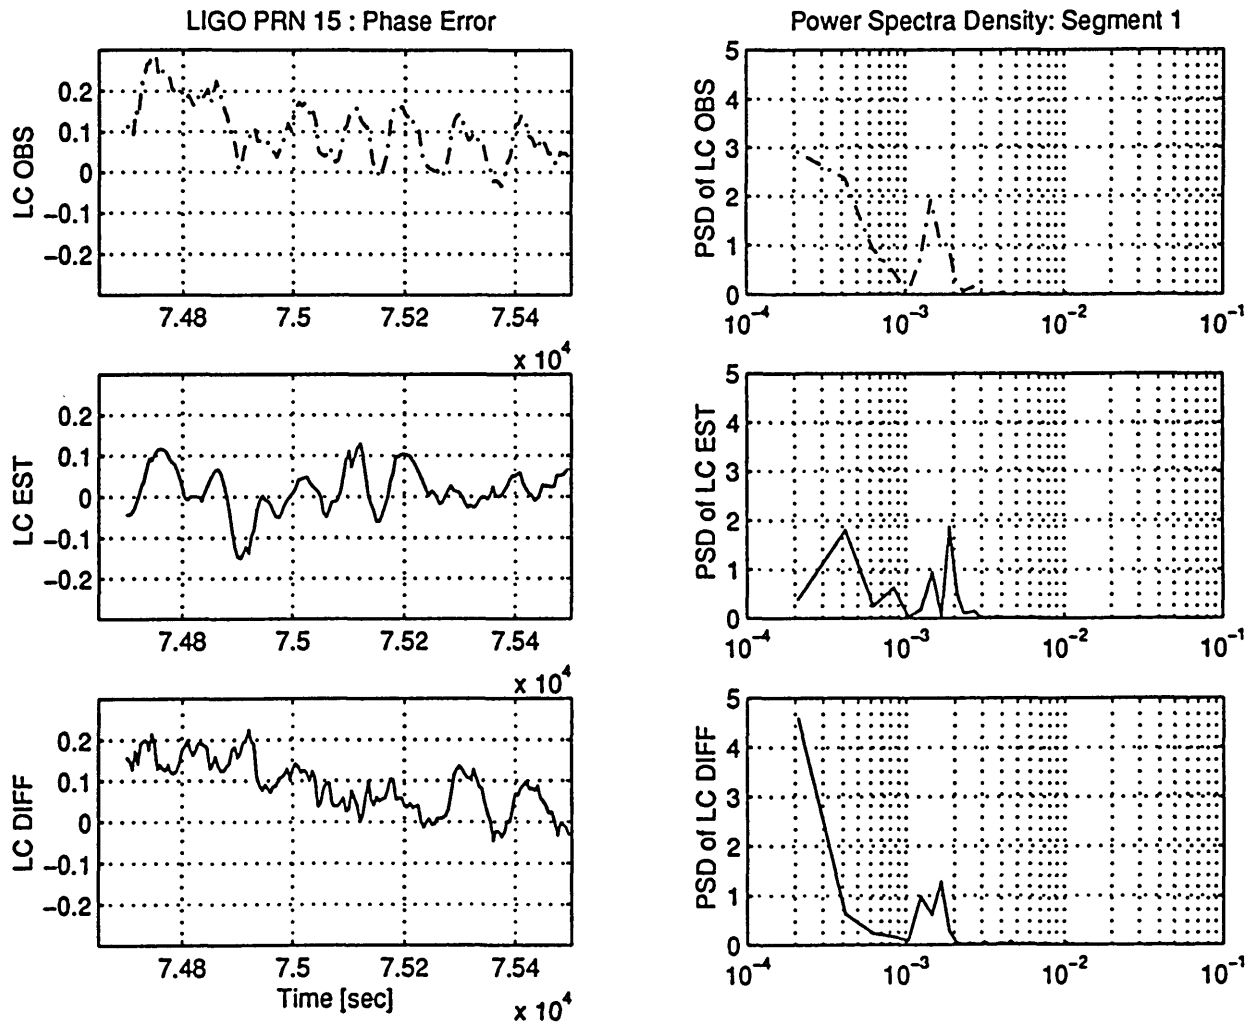 LIGO PRN 15 : Phase Error
LC OBS
0.2
0.1
0
−0.1
−0.2
7.48 7.5 7.52 7.54
x 10⁴
LC EST
0.2
0.1
0
−0.1
−0.2
7.48 7.5 7.52 7.54
x 10⁴
LC DIFF
0.2
0.1
0
−0.1
−0.2
7.48 7.5 7.52 7.54
Time [sec]
x 10⁴
Power Spectra Density: Segment 1
PSD of LC OBS
5
4
3
2
1
0
10⁻⁴ 10⁻³ 10⁻² 10⁻¹
PSD of LC EST
5
4
3
2
1
0
10⁻⁴ 10⁻³ 10⁻² 10⁻¹
PSD of LC DIFF
5
4
3
2
1
0
10⁻⁴ 10⁻³ 10⁻² 10⁻¹